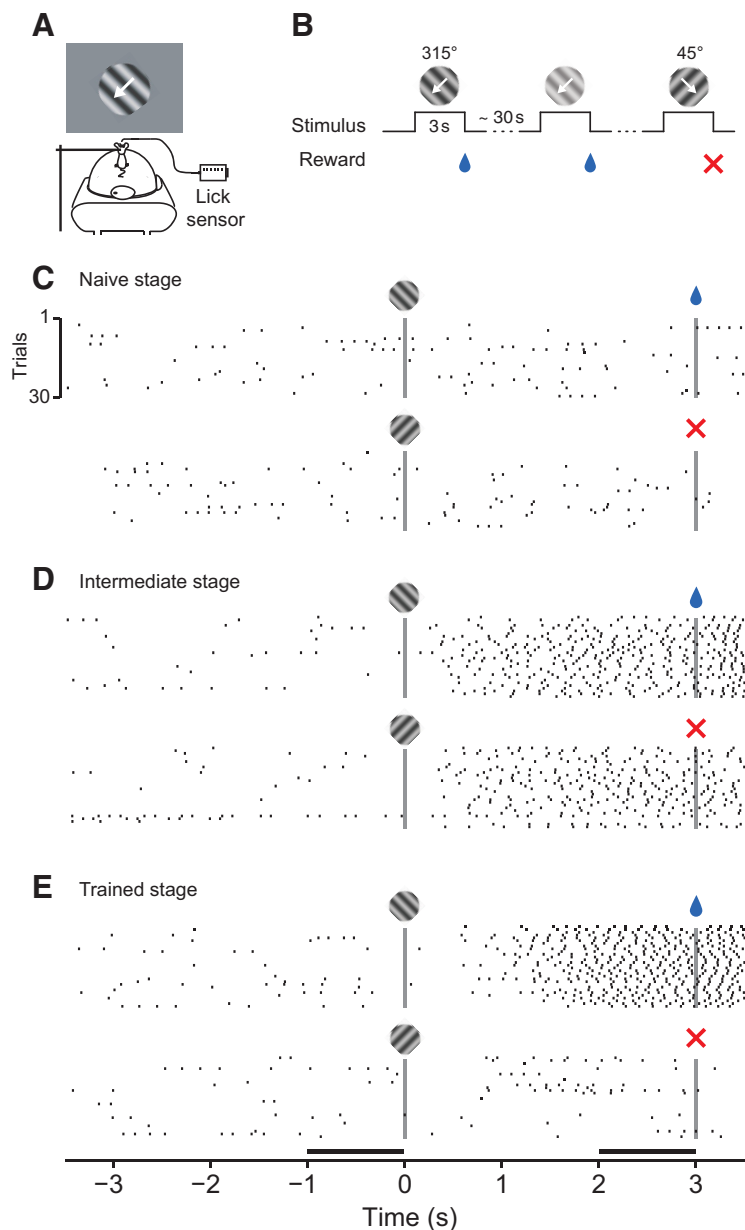 A
Lick
sensor
B
315°
45°
Stimulus
3 s
~ 30 s
Reward
C
Naive stage
1
Trials
30
D
Intermediate stage
E
Trained stage
−3
−2
−1
0
1
2
3
Time (s)